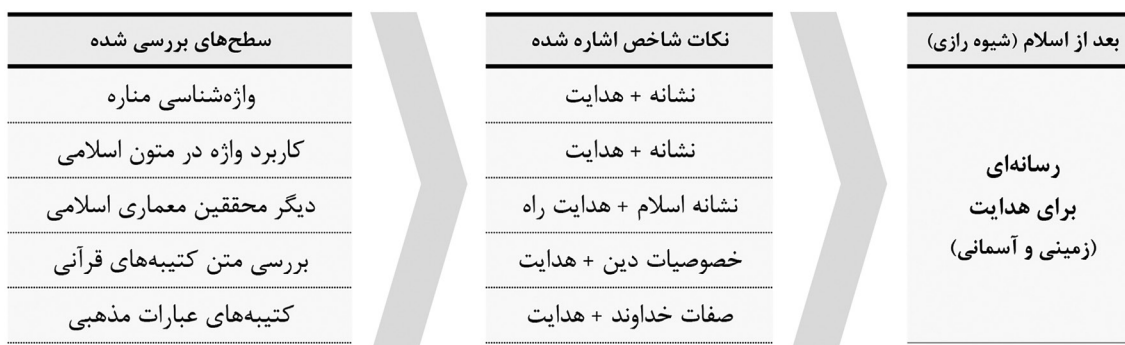 سطح‌های بررسی شده
واژه‌شناسی مناره
کاربرد واژه در متون اسلامی
دیگر محققین معماری اسلامی
بررسی متن کتیبه‌های قرآنی
کتیبه‌های عبارات مذهبی
نکات شاخص اشاره شده
نشانه + هدایت
نشانه + هدایت
نشانه اسلام + هدایت راه
خصوصیات دین + هدایت
صفات خداوند + هدایت
بعد از اسلام (شیوه رازی)
رسانه‌ای
برای هدایت
(زمینی و آسمانی)